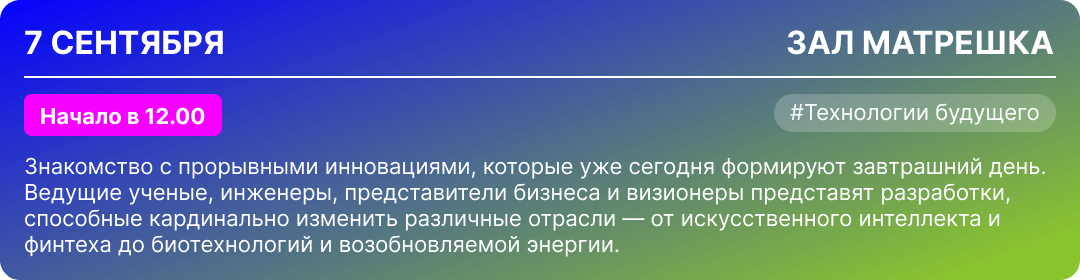 7 СЕНТЯБРЯ
ЗАЛ МАТРЕШКА
Начало в 12.00
#Технологии будущего
Знакомство с прорывными инновациями, которые уже сегодня формируют завтрашний день.
Ведущие ученые, инженеры, представители бизнеса и визионеры представят разработки,
способные кардинально изменить различные отрасли — от искусственного интеллекта и
финтеха до биотехнологий и возобновляемой энергии.